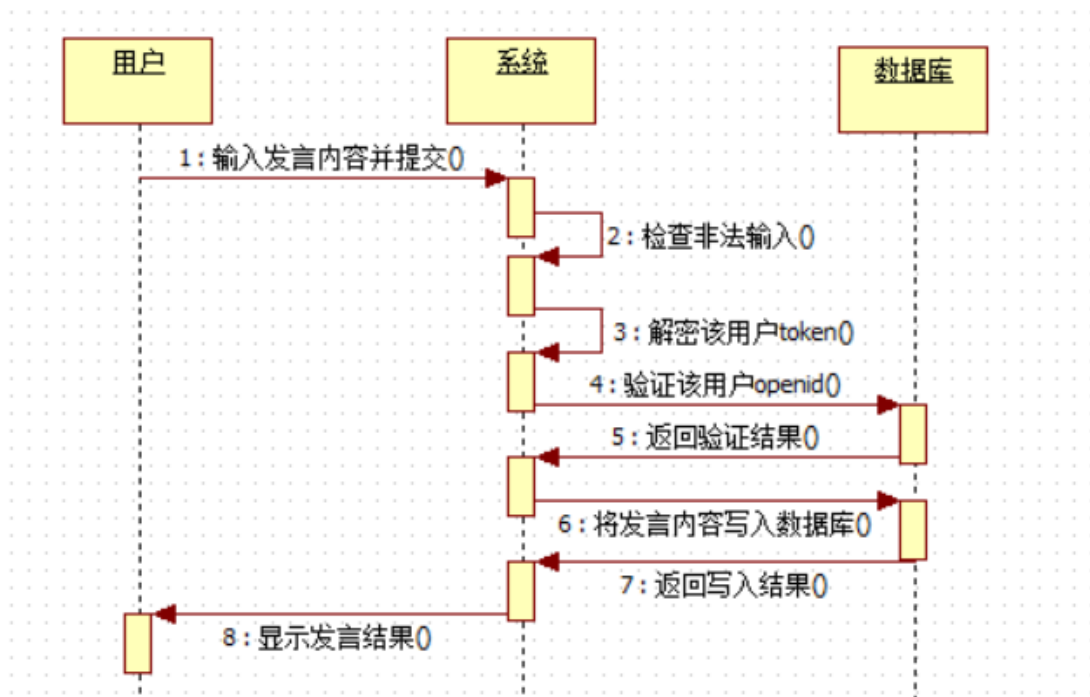 用户
系统
数据库
1：输入发言内容并提交()
2：检查非法输入()
3：解密该用户token()
4：验证该用户openid()
5：返回验证结果()
6：将发言内容写入数据库()
7：返回写入结果()
8：显示发言结果()